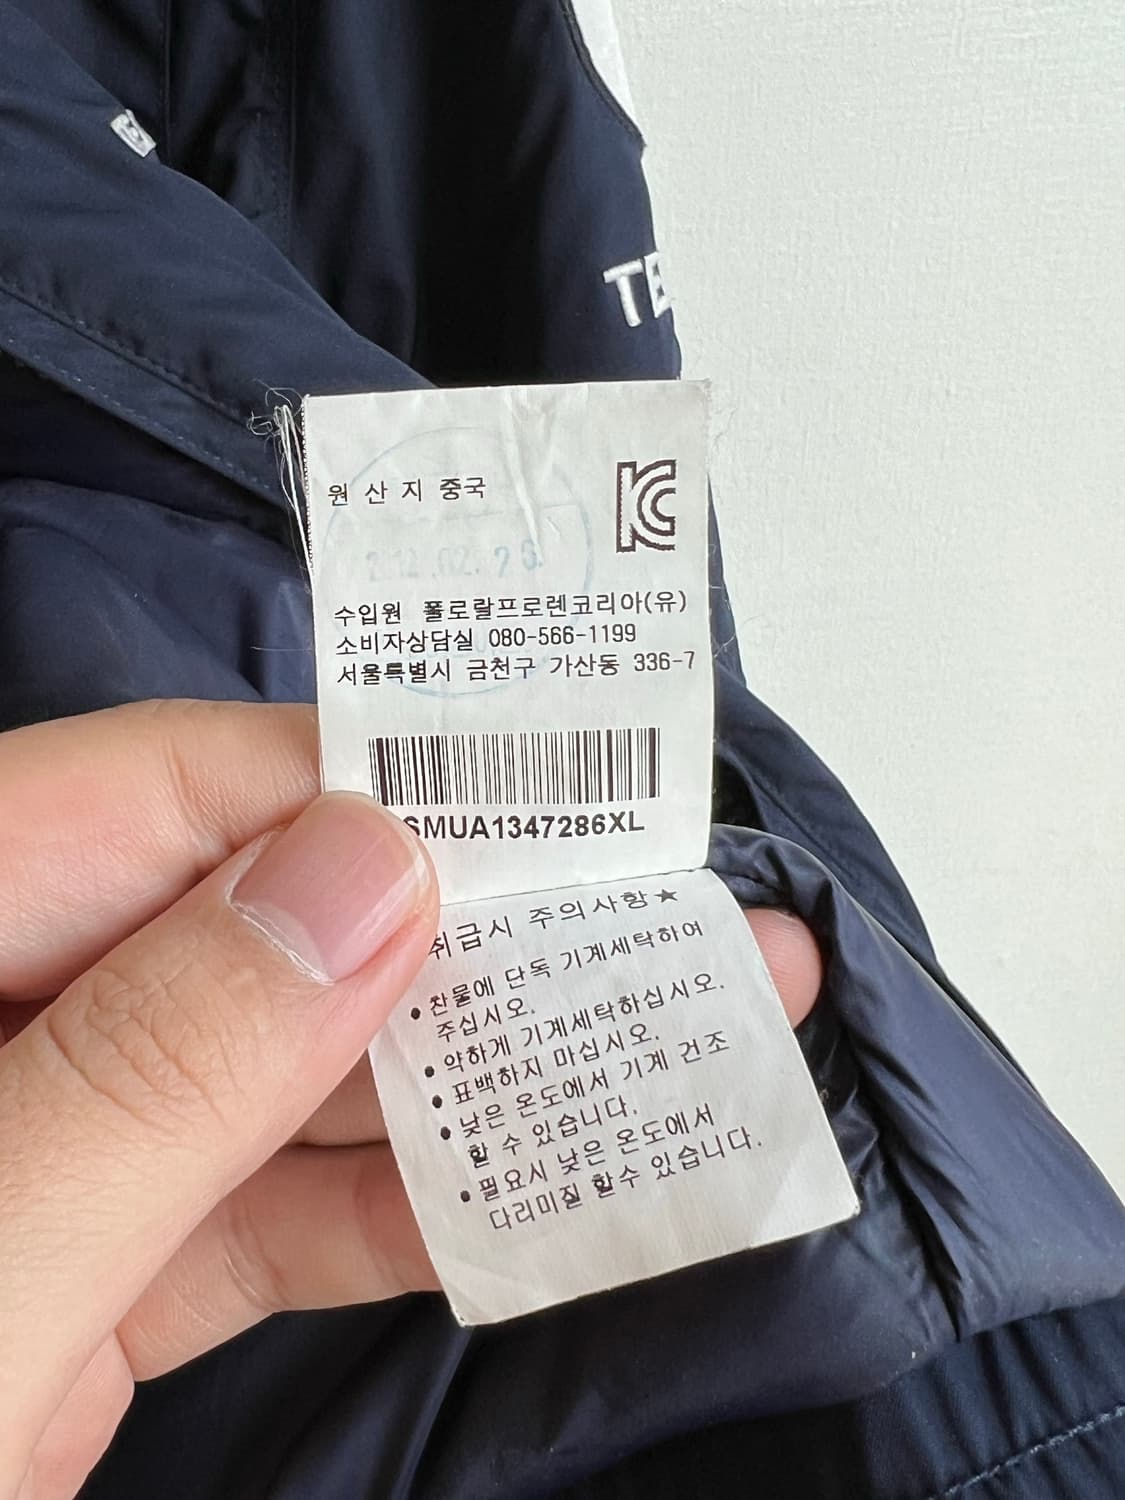 TE
원 산 지 중국
KC
수입원 폴로랄프로렌코리아(유)
소비자상담실 080-566-1199
서울특별시 금천구 가산동 336-7
SMUA1347286XL
취급시 주의사항★
• 찬물에 단독 기계세탁하여
주십시오.
• 약하게 기계세탁하십시오.
• 표백하지 마십시오.
• 낮은 온도에서 기계 건조
할 수 있습니다.
• 필요시 낮은 온도에서
다리미질 할수 있습니다.